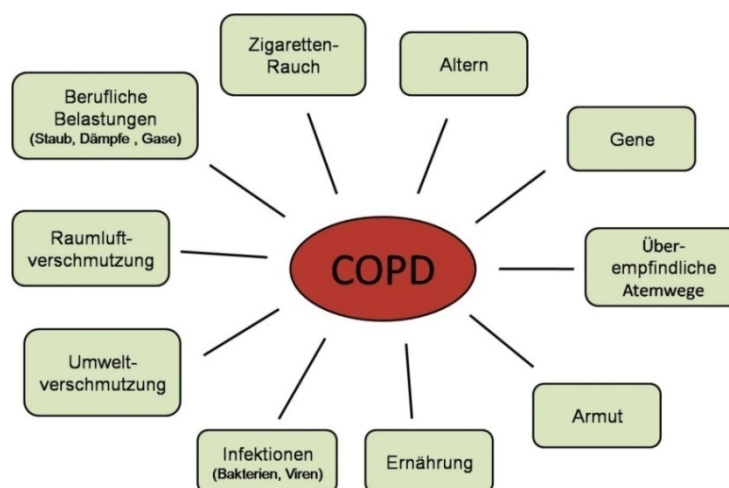 Zigaretten-
Rauch
Altern
Berufliche
Belastungen
(Staub, Dämpfe , Gase)
Gene
Raumluft-
verschmutzung
COPD
Über-
empfindliche
Atemwege
Umwelt-
verschmutzung
Armut
Infektionen
(Bakterien, Viren)
Ernährung